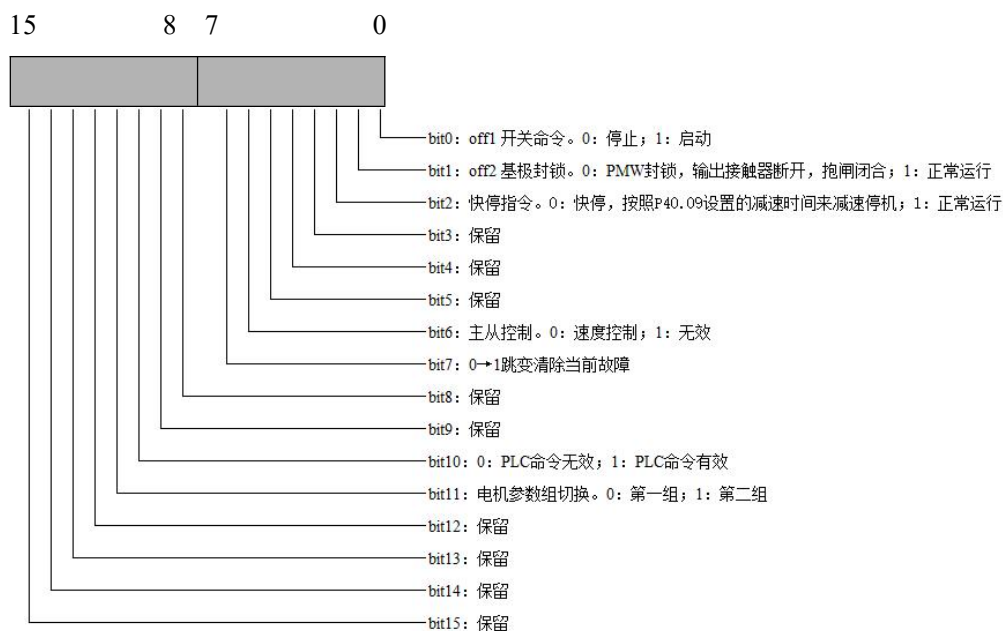 15 8 7 0
bit0：off1 开关命令。0：停止；1：启动
bit1：off2 基极封锁。0：PMW封锁，输出接触器断开，抱闸闭合；1：正常运行
bit2：快停指令。0：快停，按照P40.09设置的减速时间来减速停机；1：正常运行
bit3：保留
bit4：保留
bit5：保留
bit6：主从控制。0：速度控制；1：无效
bit7：0→1跳变清除当前故障
bit8：保留
bit9：保留
bit10：0：PLC命令无效；1：PLC命令有效
bit11：电机参数组切换。0：第一组；1：第二组
bit12：保留
bit13：保留
bit14：保留
bit15：保留